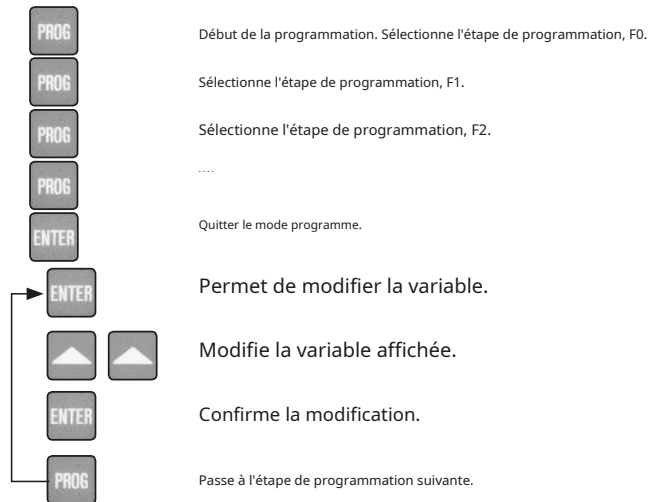 PROG Début de la programmation. Sélectionne l'étape de programmation, F0.
PROG Sélectionne l'étape de programmation, F1.
PROG Sélectionne l'étape de programmation, F2.
PROG ....
ENTER Quitter le mode programme.
ENTER Permet de modifier la variable.
Modifie la variable affichée.
ENTER Confirme la modification.
PROG Passe à l'étape de programmation suivante.